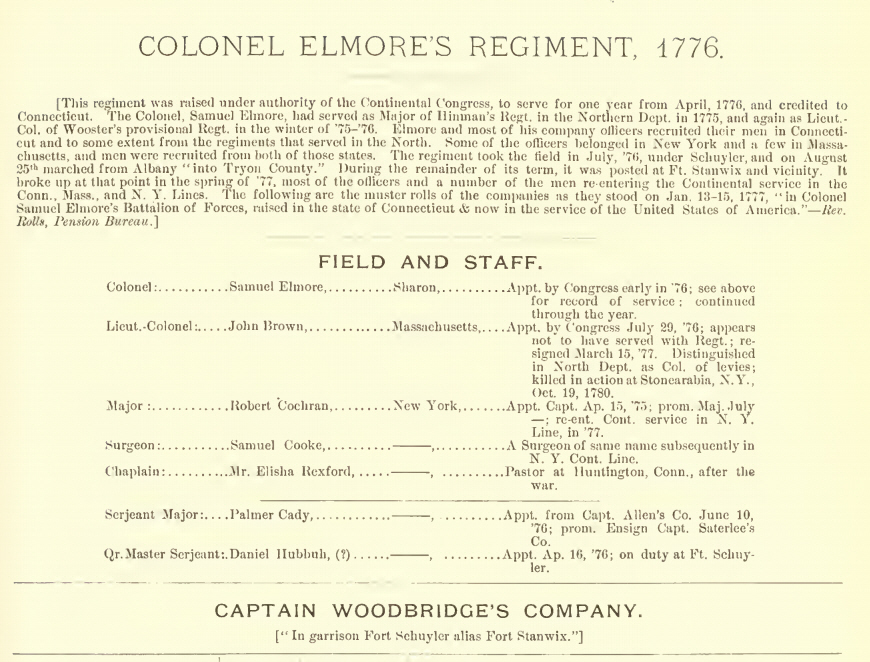 COLONEL ELMORE'S REGIMENT, 1776.
[This regiment was raised under authority of the Continental Congress, to serve for one year from April, 1776, and credited to
Connecticut. The Colonel, Samuel Elmore, had served as Major of Hinman's Regt. in the Northern Dept. in 1775, and again as Lieut.-
Col. of Wooster's provisional Regt. in the winter of '75-'76. Elmore and most of his company officers recruited their men in Connecti-
cut and to some extent from the regiments that served in the North. Some of the officers belonged in New York and a few in Massa-
chusetts, and men were recruited from both of those states. The regiment took the field in July, '76, under Schuyler, and on August
25th marched from Albany "into Tryon County." During the remainder of its term, it was posted at Ft. Stanwix and vicinity. It
broke up at that point in the spring of '77, most of the officers and a number of the men re-entering the Continental service in the
Conn., Mass., and N. Y. Lines. The following are the muster rolls of the companies as they stood on Jan. 13-15, 1777, "in Colonel
Samuel Elmore's Battalion of Forces, raised in the state of Connecticut & now in the service of the United States of America."—Rev.
Rolls, Pension Bureau.]
FIELD AND STAFF.
Colonel:..........Samuel Elmore,.........Sharon,.........Appt. by Congress early in '76; see above
for record of service; continued
through the year.
Lieut.-Colonel:.....John Brown,............Massachusetts,....Appt. by Congress July 29, '76; appears
not to have served with Regt.; re-
signed March 15, '77. Distinguished
in North Dept. as Col. of levies;
killed in action at Stonearabia, N.Y.,
Oct. 19, 1780.
Major:...........Robert Cochran,........New York,......Appt. Capt. Ap. 15, '75; prom. Maj. July
—; re-ent. Cont. service in N. Y.
Line, in '77.
Surgeon:.........Samuel Cooke,.........——,..........A Surgeon of same name subsequently in
N. Y. Cont. Line.
Chaplain:.........Mr. Elisha Rexford, .....——, .........Pastor at Huntington, Conn., after the
war.
Serjeant Major:....Palmer Cady,...........——, .........Appt. from Capt. Allen's Co. June 10,
'76; prom. Ensign Capt. Saterlee's
Co.
Qr. Master Serjeant:.Daniel Hubbuh, (?)......——, .........Appt. Ap. 16, '76; on duty at Ft. Schuy-
ler.
CAPTAIN WOODBRIDGE'S COMPANY.
["In garrison Fort Schuyler alias Fort Stanwix."]